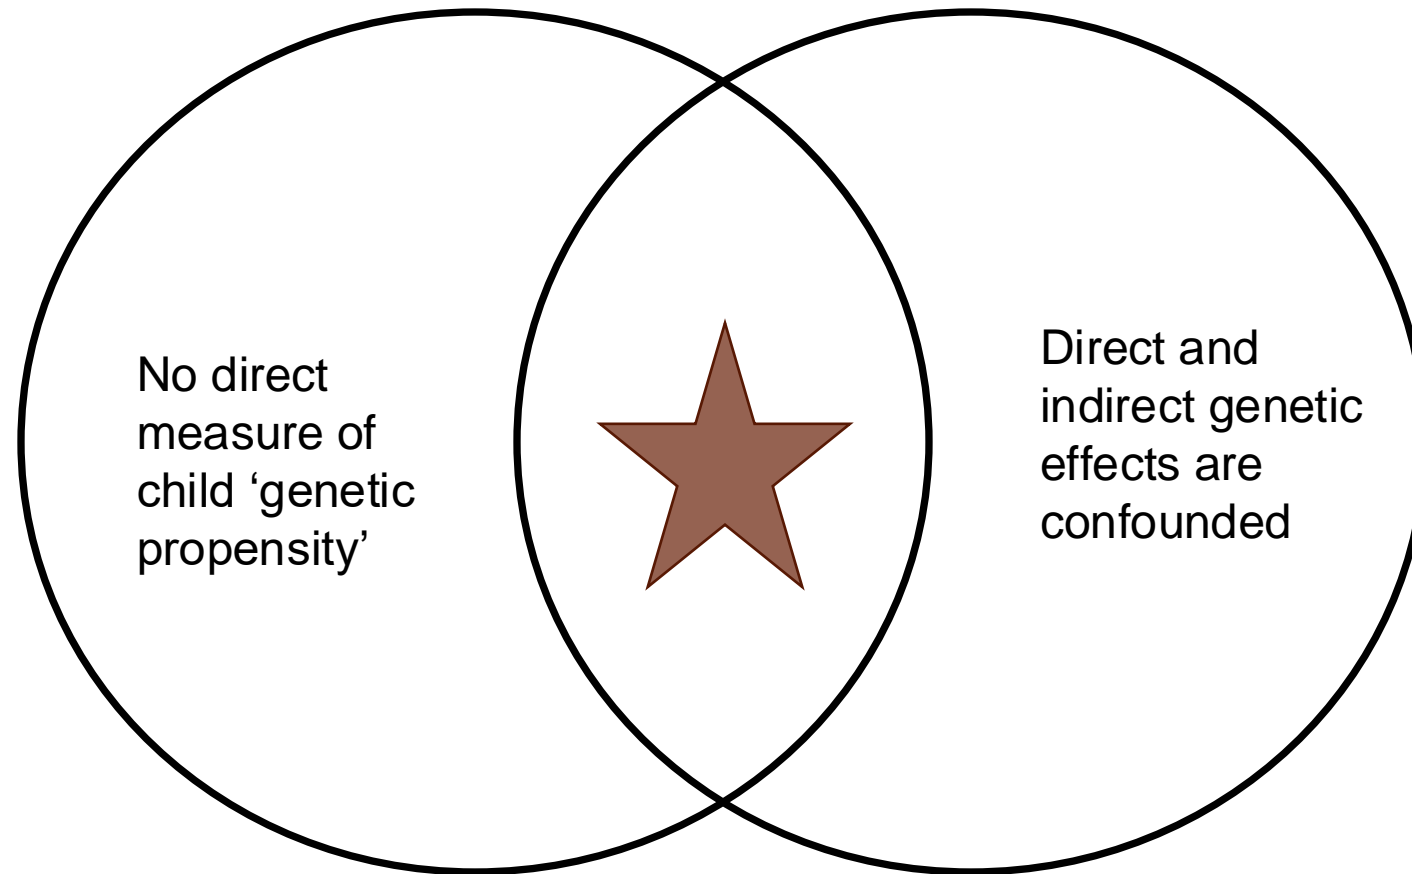 No direct
measure of
child ‘genetic
propensity’
Direct and
indirect genetic
effects are
confounded